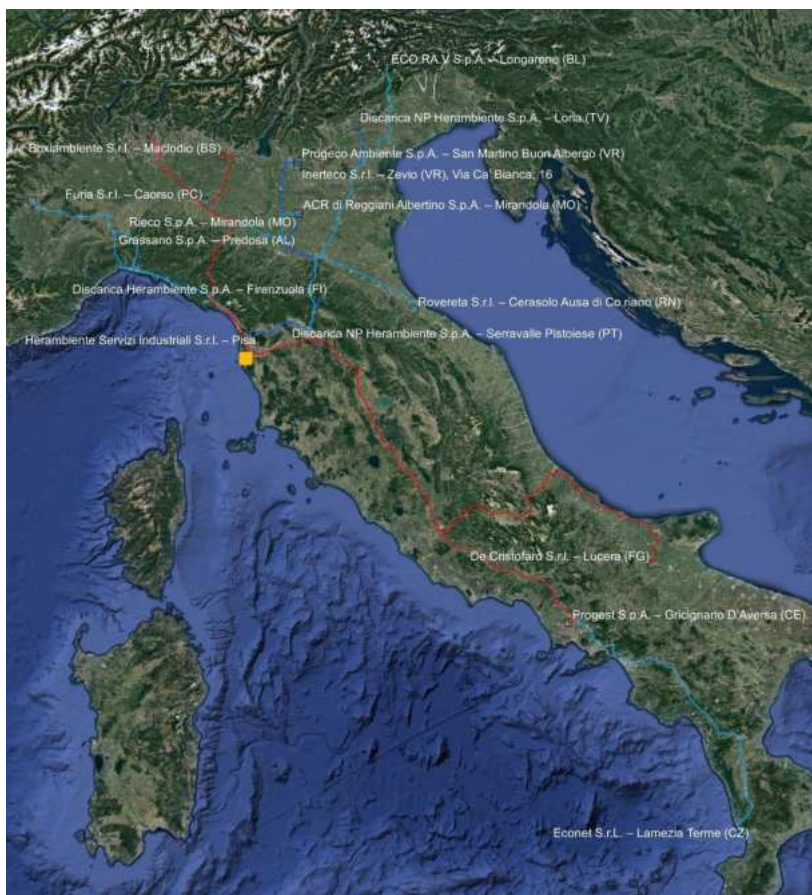 ECO.RA.V S.p.A. – Longarone (BL)
Discarica NP Herambiente S.p.A. – Loria (TV)
Brixiambiente S.r.l. – Maclodio (BS)
Progeco Ambiente S.p.A. – San Martino Buon Albergo (VR)
Inerteco S.r.l. – Zevio (VR), Via Ca' Bianca, 16
Furia S.r.l. – Caorso (PC)
ACR di Reggiani Albertino S.p.A. – Mirandola (MO)
Rieco S.p.A. – Mirandola (MO)
Grassano S.p.A. – Predosa (AL)
Discarica Herambiente S.p.A. – Firenzuola (FI)
Rovereta S.r.l. – Cerasolo Ausa di Coriano (RN)
Discarica NP Herambiente S.p.A. – Serravalle Pistoiese (PT)
Herambiente Servizi Industriali S.r.l. – Pisa
De Cristofaro S.r.l. – Lucera (FG)
Progest S.p.A. – Gricignano D'Aversa (CE)
Econet S.r.L. – Lamezia Terme (CZ)